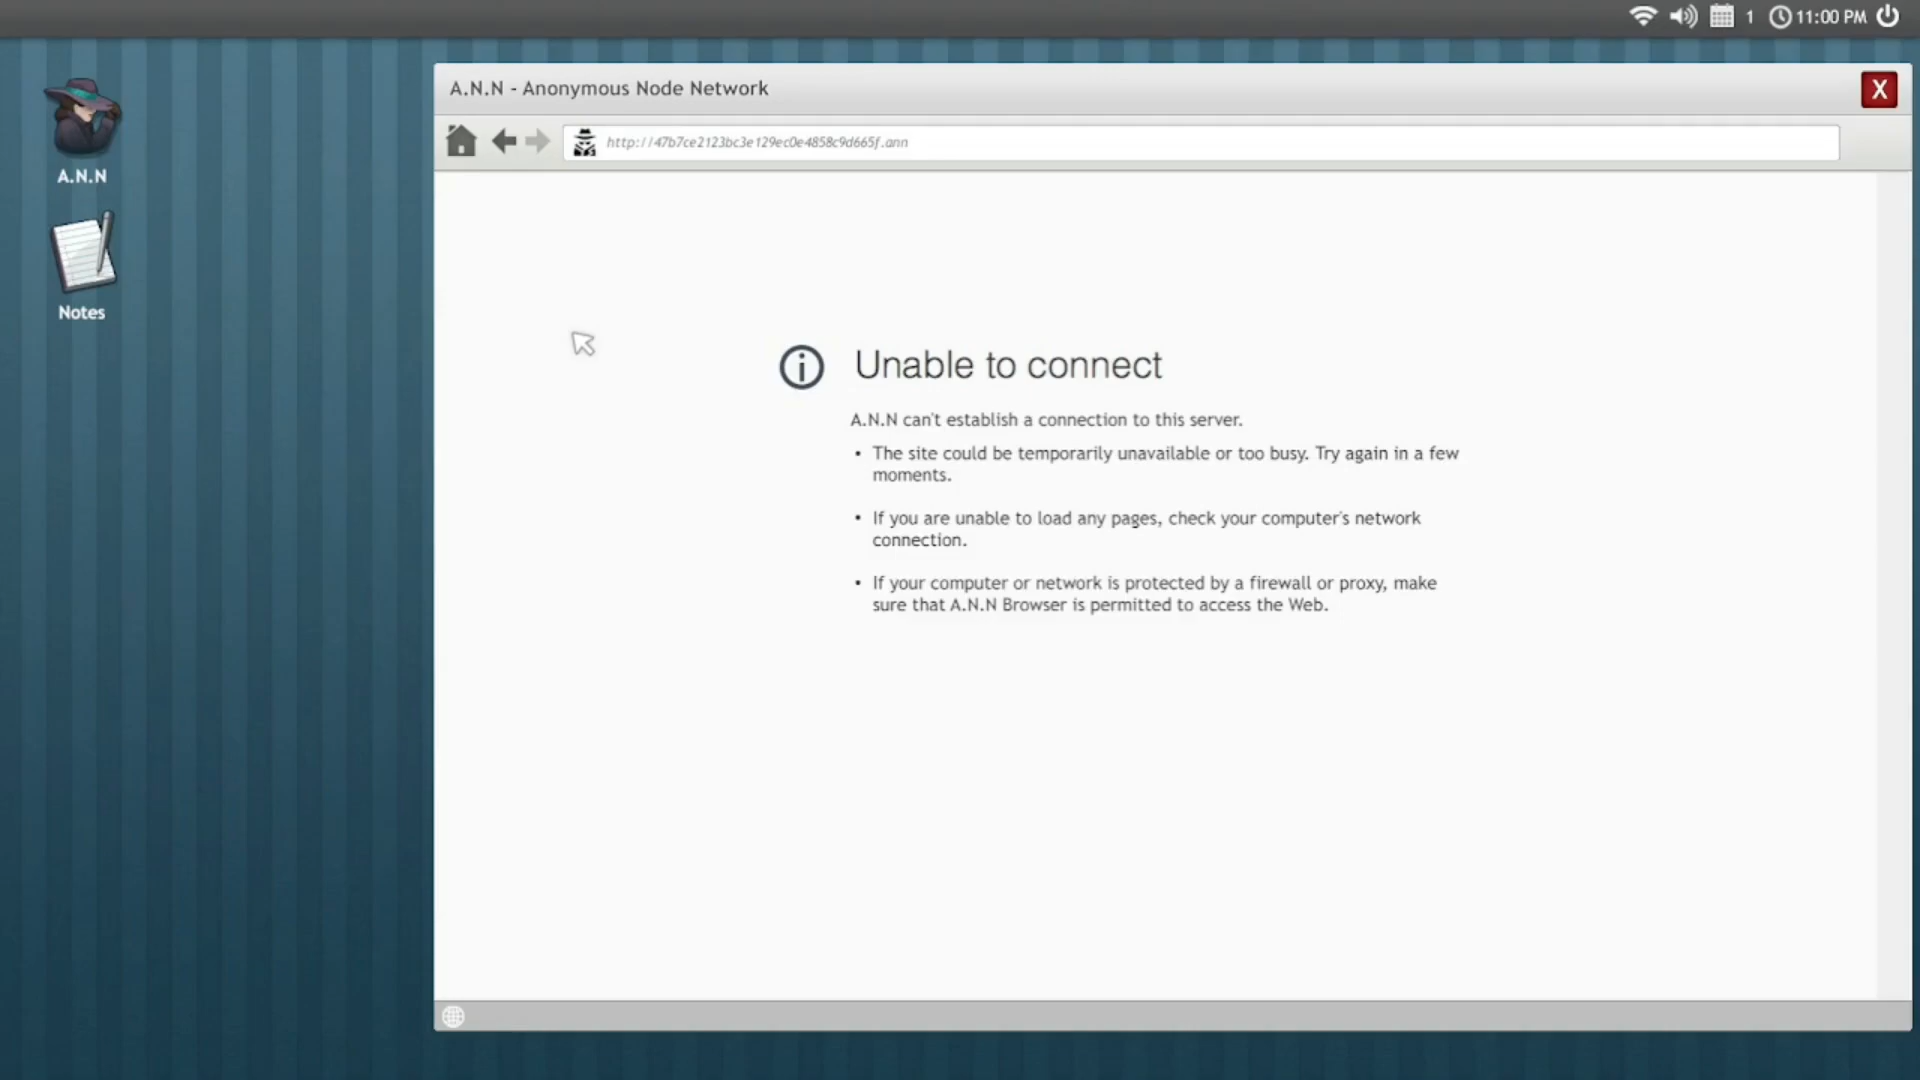 1 11:00 PM
A.N.N - Anonymous Node Network
X
http://47b7ce2123bc3e129ec0e4858c9d665f.ann
A.N.N
Notes
Unable to connect
A.N.N can't establish a connection to this server.
• The site could be temporarily unavailable or too busy. Try again in a few
moments.
• If you are unable to load any pages, check your computer's network
connection.
• If your computer or network is protected by a firewall or proxy, make
sure that A.N.N Browser is permitted to access the Web.